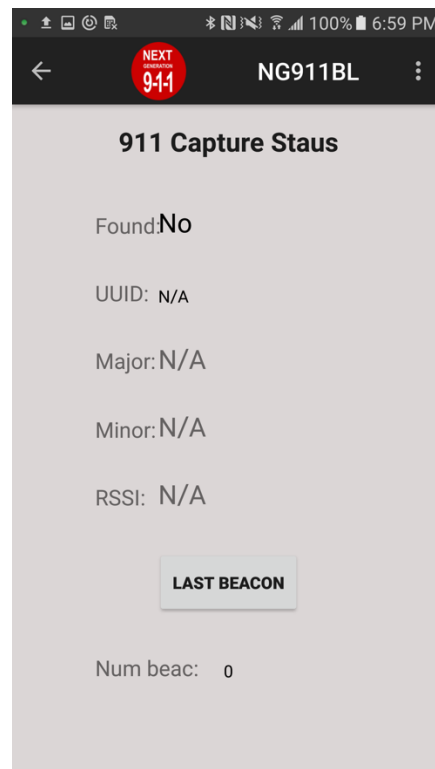 100% 6:59 PM
NEXT
GENERATION
9-1-1
NG911BL
911 Capture Staus
Found: No
UUID: N/A
Major: N/A
Minor: N/A
RSSI: N/A
LAST BEACON
Num beac: 0